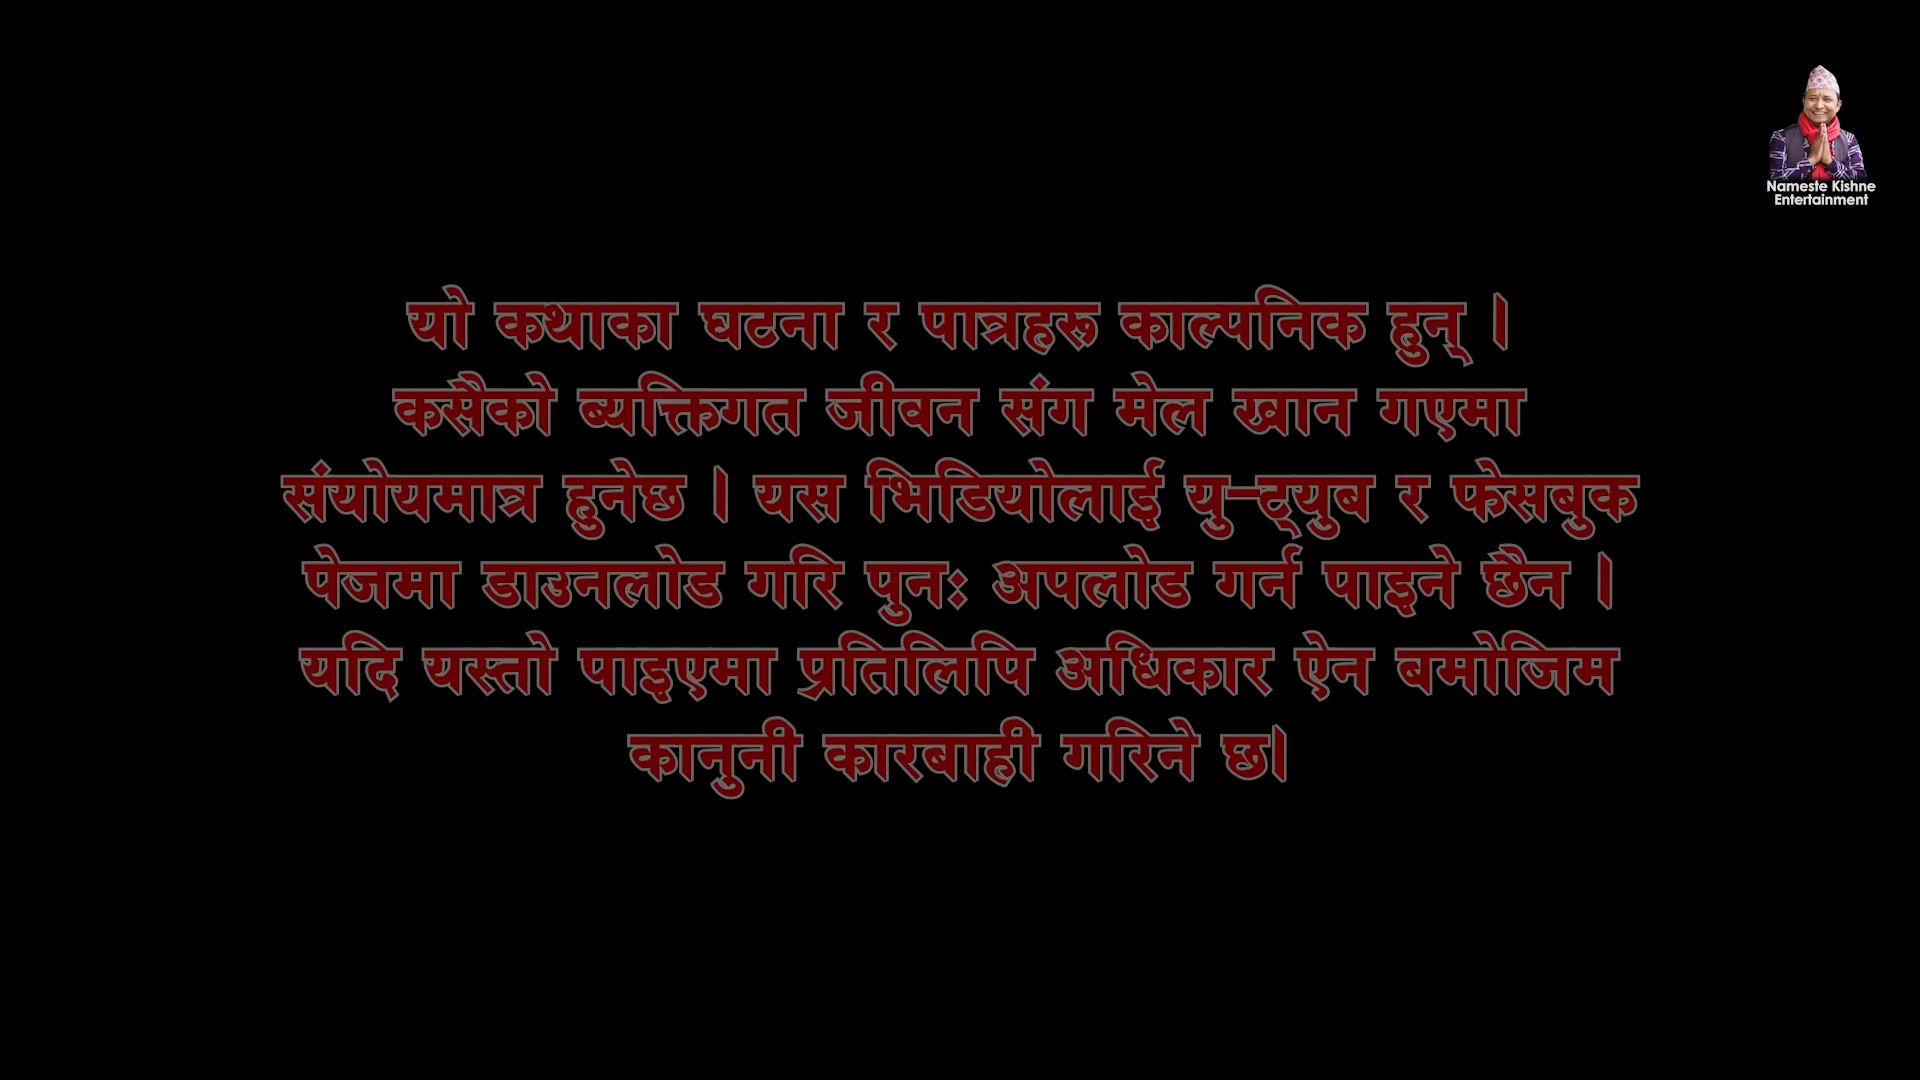 Nameste Kishne
Entertainment
यो कथाका घटना र पात्रहरू काल्पनिक हुन् ।
कसैको ब्यक्तिगत जीवन संग मेल खान गएमा
संयोयमात्र हुनेछ । यस भिडियोलाई यु-ट्युब र फेसबुक
पेजमा डाउनलोड गरि पुनः अपलोड गर्न पाइने छैन ।
यदि यस्तो पाइएमा प्रतिलिपि अधिकार ऐन बमोजिम
कानुनी कारबाही गरिने छ।